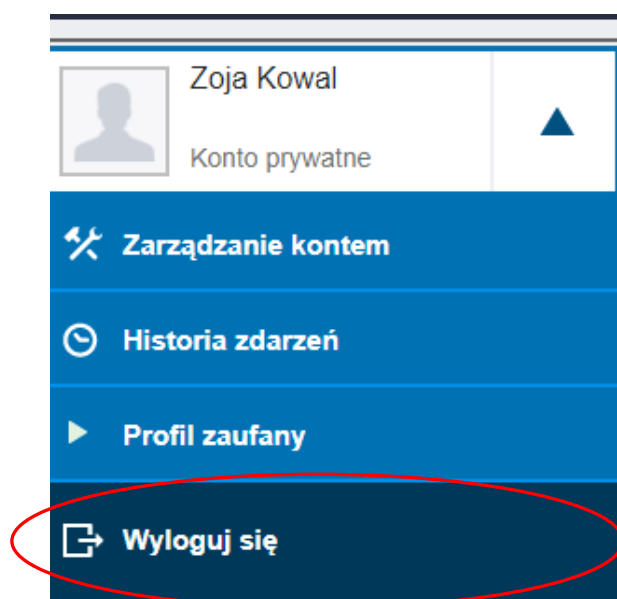 Zoja Kowal
Konto prywatne
Zarządzanie kontem
Historia zdarzeń
Profil zaufany
Wyloguj się